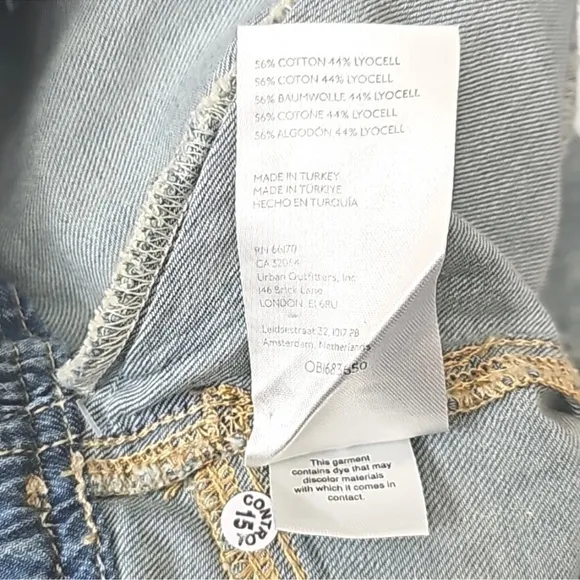 56% COTTON 44% LYOCELL
56% COTON 44% LYOCELL
56% BAUMWOLLE 44% LYOCELL
56% COTONE 44% LYOCELL
56% ALGODÓN 44% LYOCELL
MADE IN TURKEY
MADE IN TÜRKIYE
HECHO EN TURQUÍA
RN 66170
CA 32054
Urban Outfitters, Inc
146 Brick Lane
LONDON. E1 6RU
Leidsestraat 32, 1017 PB
Amsterdam, Netherlands
This garment
contains dye that may
discolor materials
with which it comes in
contact.
CONTROL
15